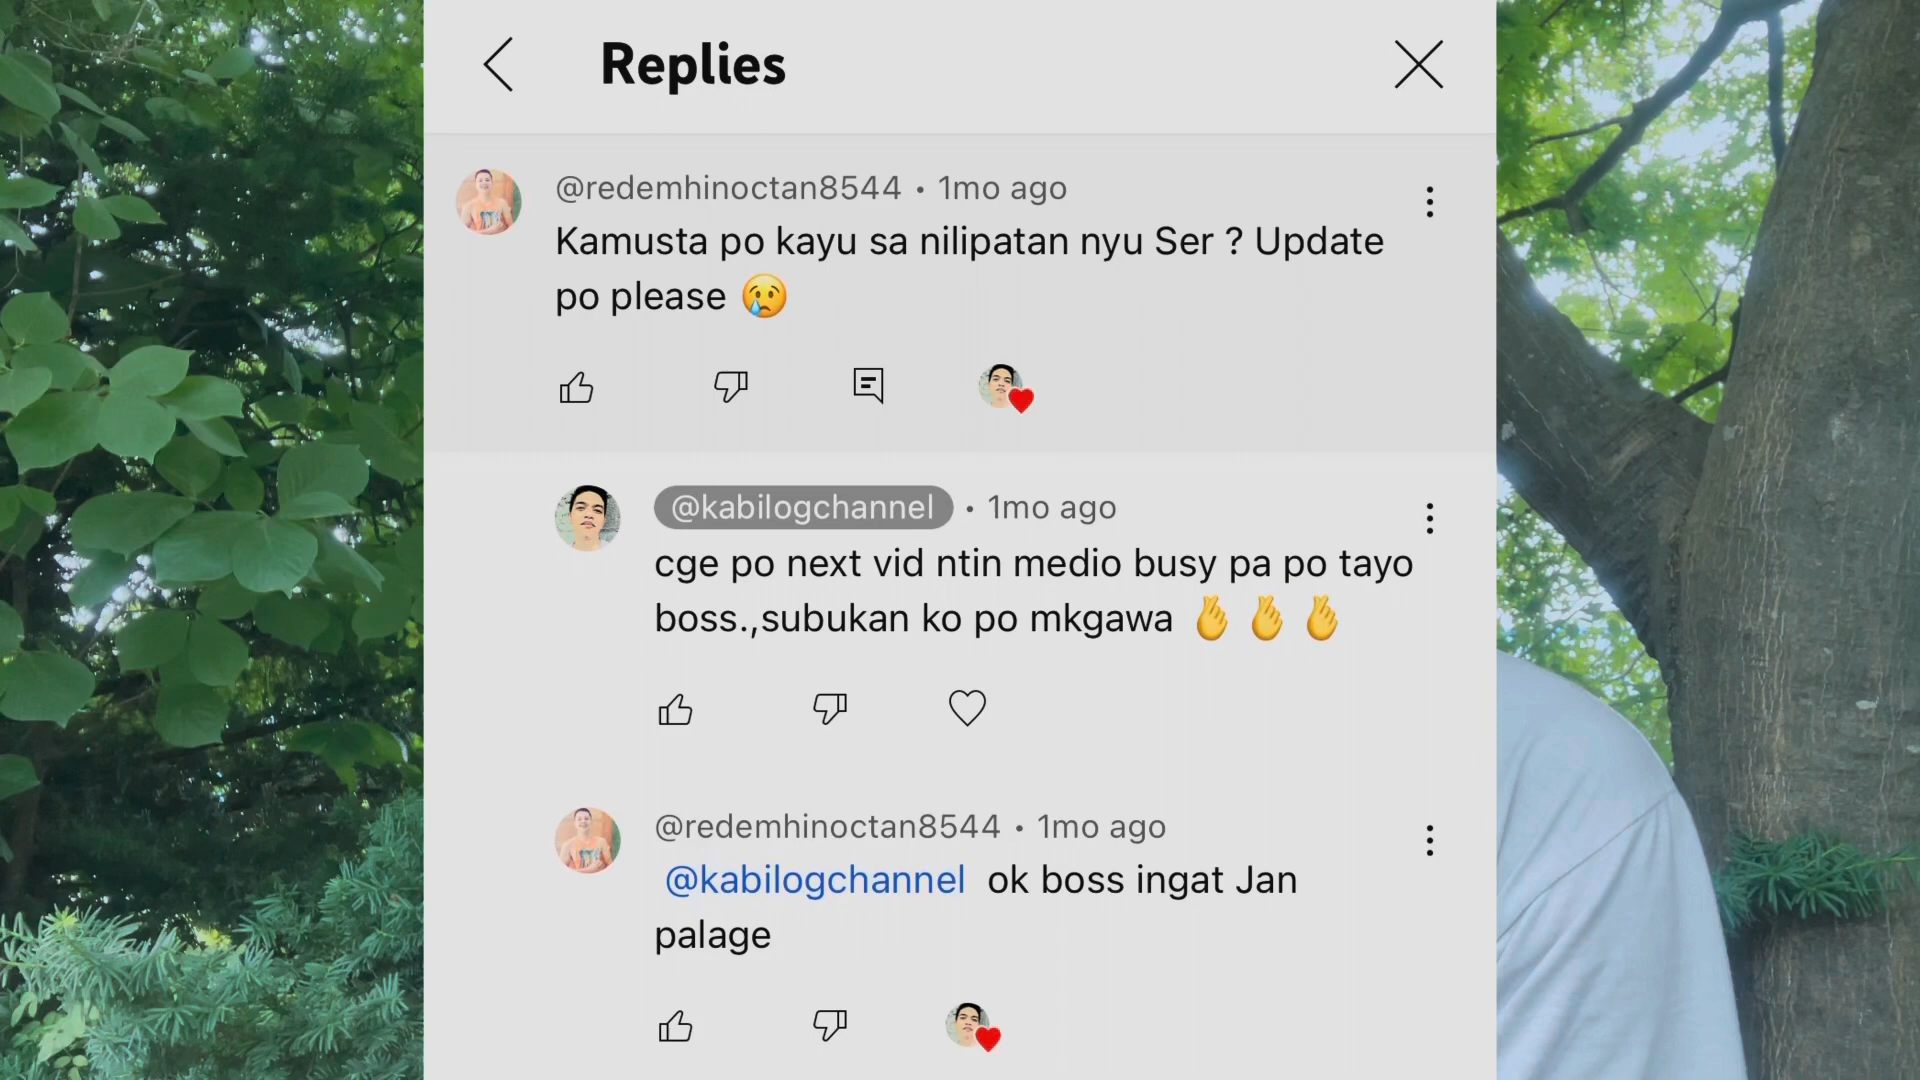 Replies
@redemhinoctan8544 • 1mo ago
Kamusta po kayu sa nilipatan nyu Ser ? Update
po please 😢
@kabilogchannel • 1mo ago
cge po next vid ntin medio busy pa po tayo
boss.,subukan ko po mkgawa 🫰🫰🫰
@redemhinoctan8544 • 1mo ago
@kabilogchannel ok boss ingat Jan
palage